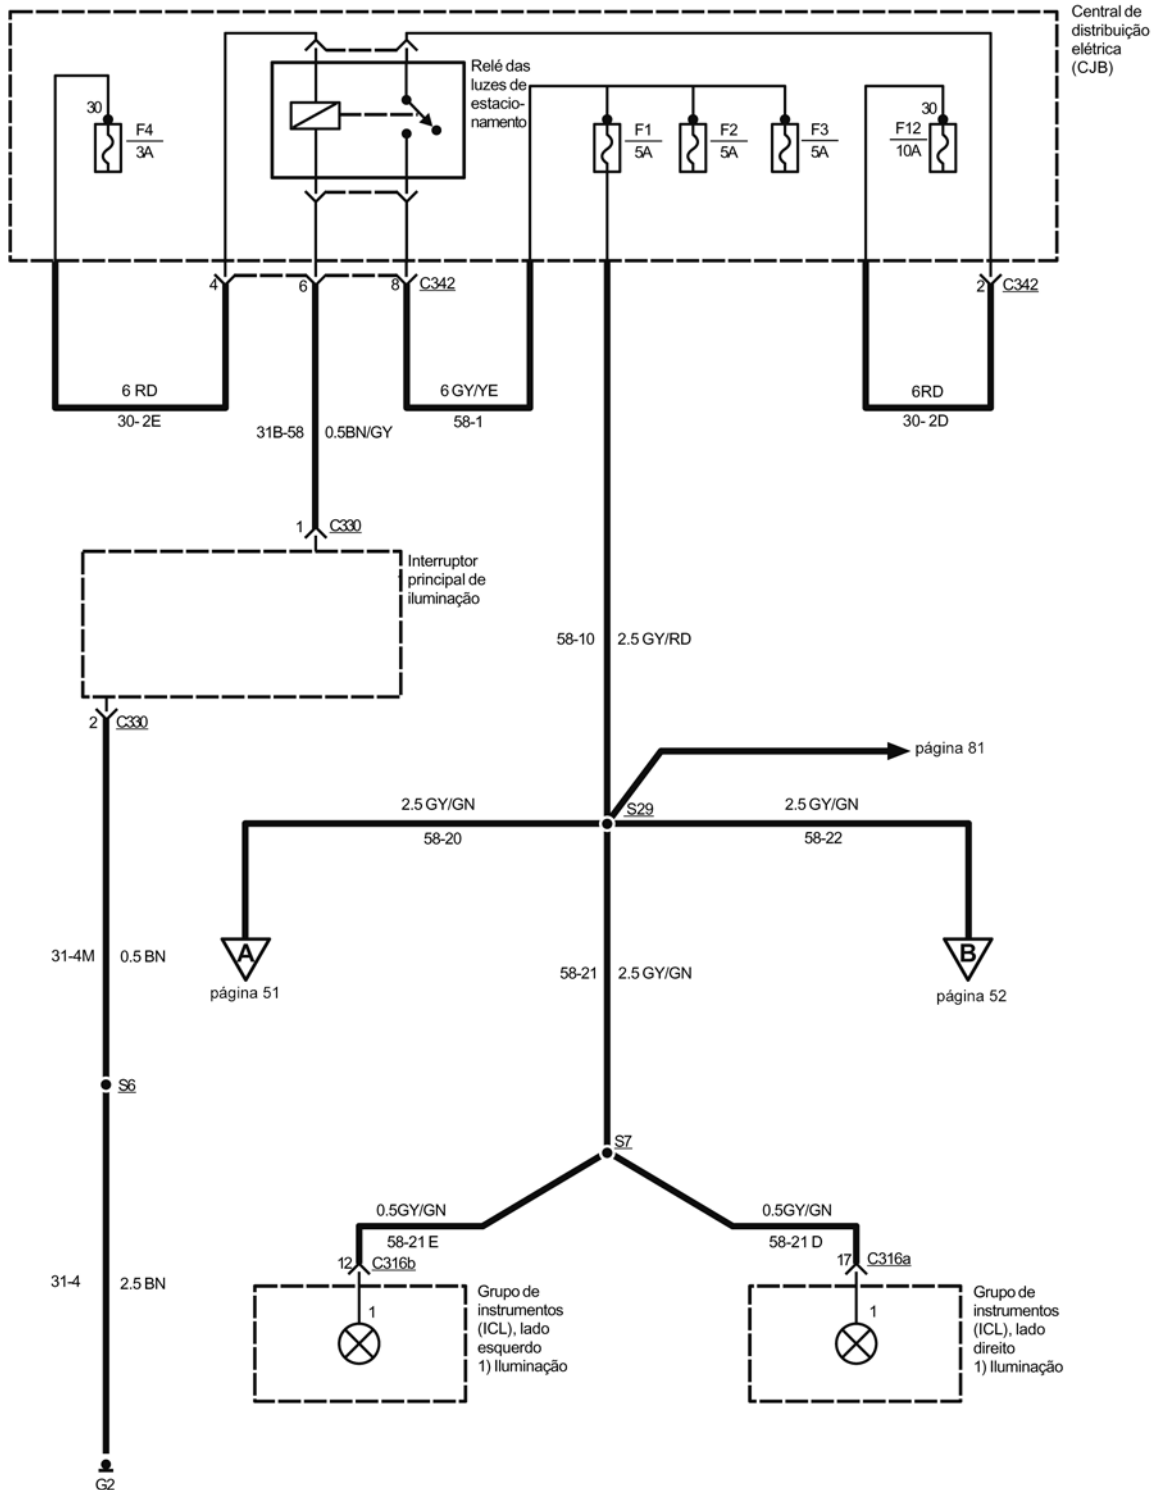 Central de
distribuição
elétrica
(CJB)
Relé das
luzes de
estacio-
namento
30
F4
3A
F1
5A
F2
5A
F3
5A
30
F12
10A
4
6
8
C342
2
C342
6 RD
30- 2E
6 GY/YE
58-1
6RD
30- 2D
31B-58
0.5BN/GY
1
C330
Interruptor
principal de
iluminação
58-10
2.5 GY/RD
2
C330
página 81
S29
2.5 GY/GN
58-20
2.5 GY/GN
58-22
A
página 51
B
página 52
31-4M
0.5 BN
58-21
2.5 GY/GN
S6
S7
0.5GY/GN
58-21 E
0.5GY/GN
58-21 D
12
C316b
17
C316a
31-4
2.5 BN
1
Grupo de
instrumentos
(ICL), lado
esquerdo
1) Iluminação
1
Grupo de
instrumentos
(ICL), lado
direito
1) Iluminação
G2